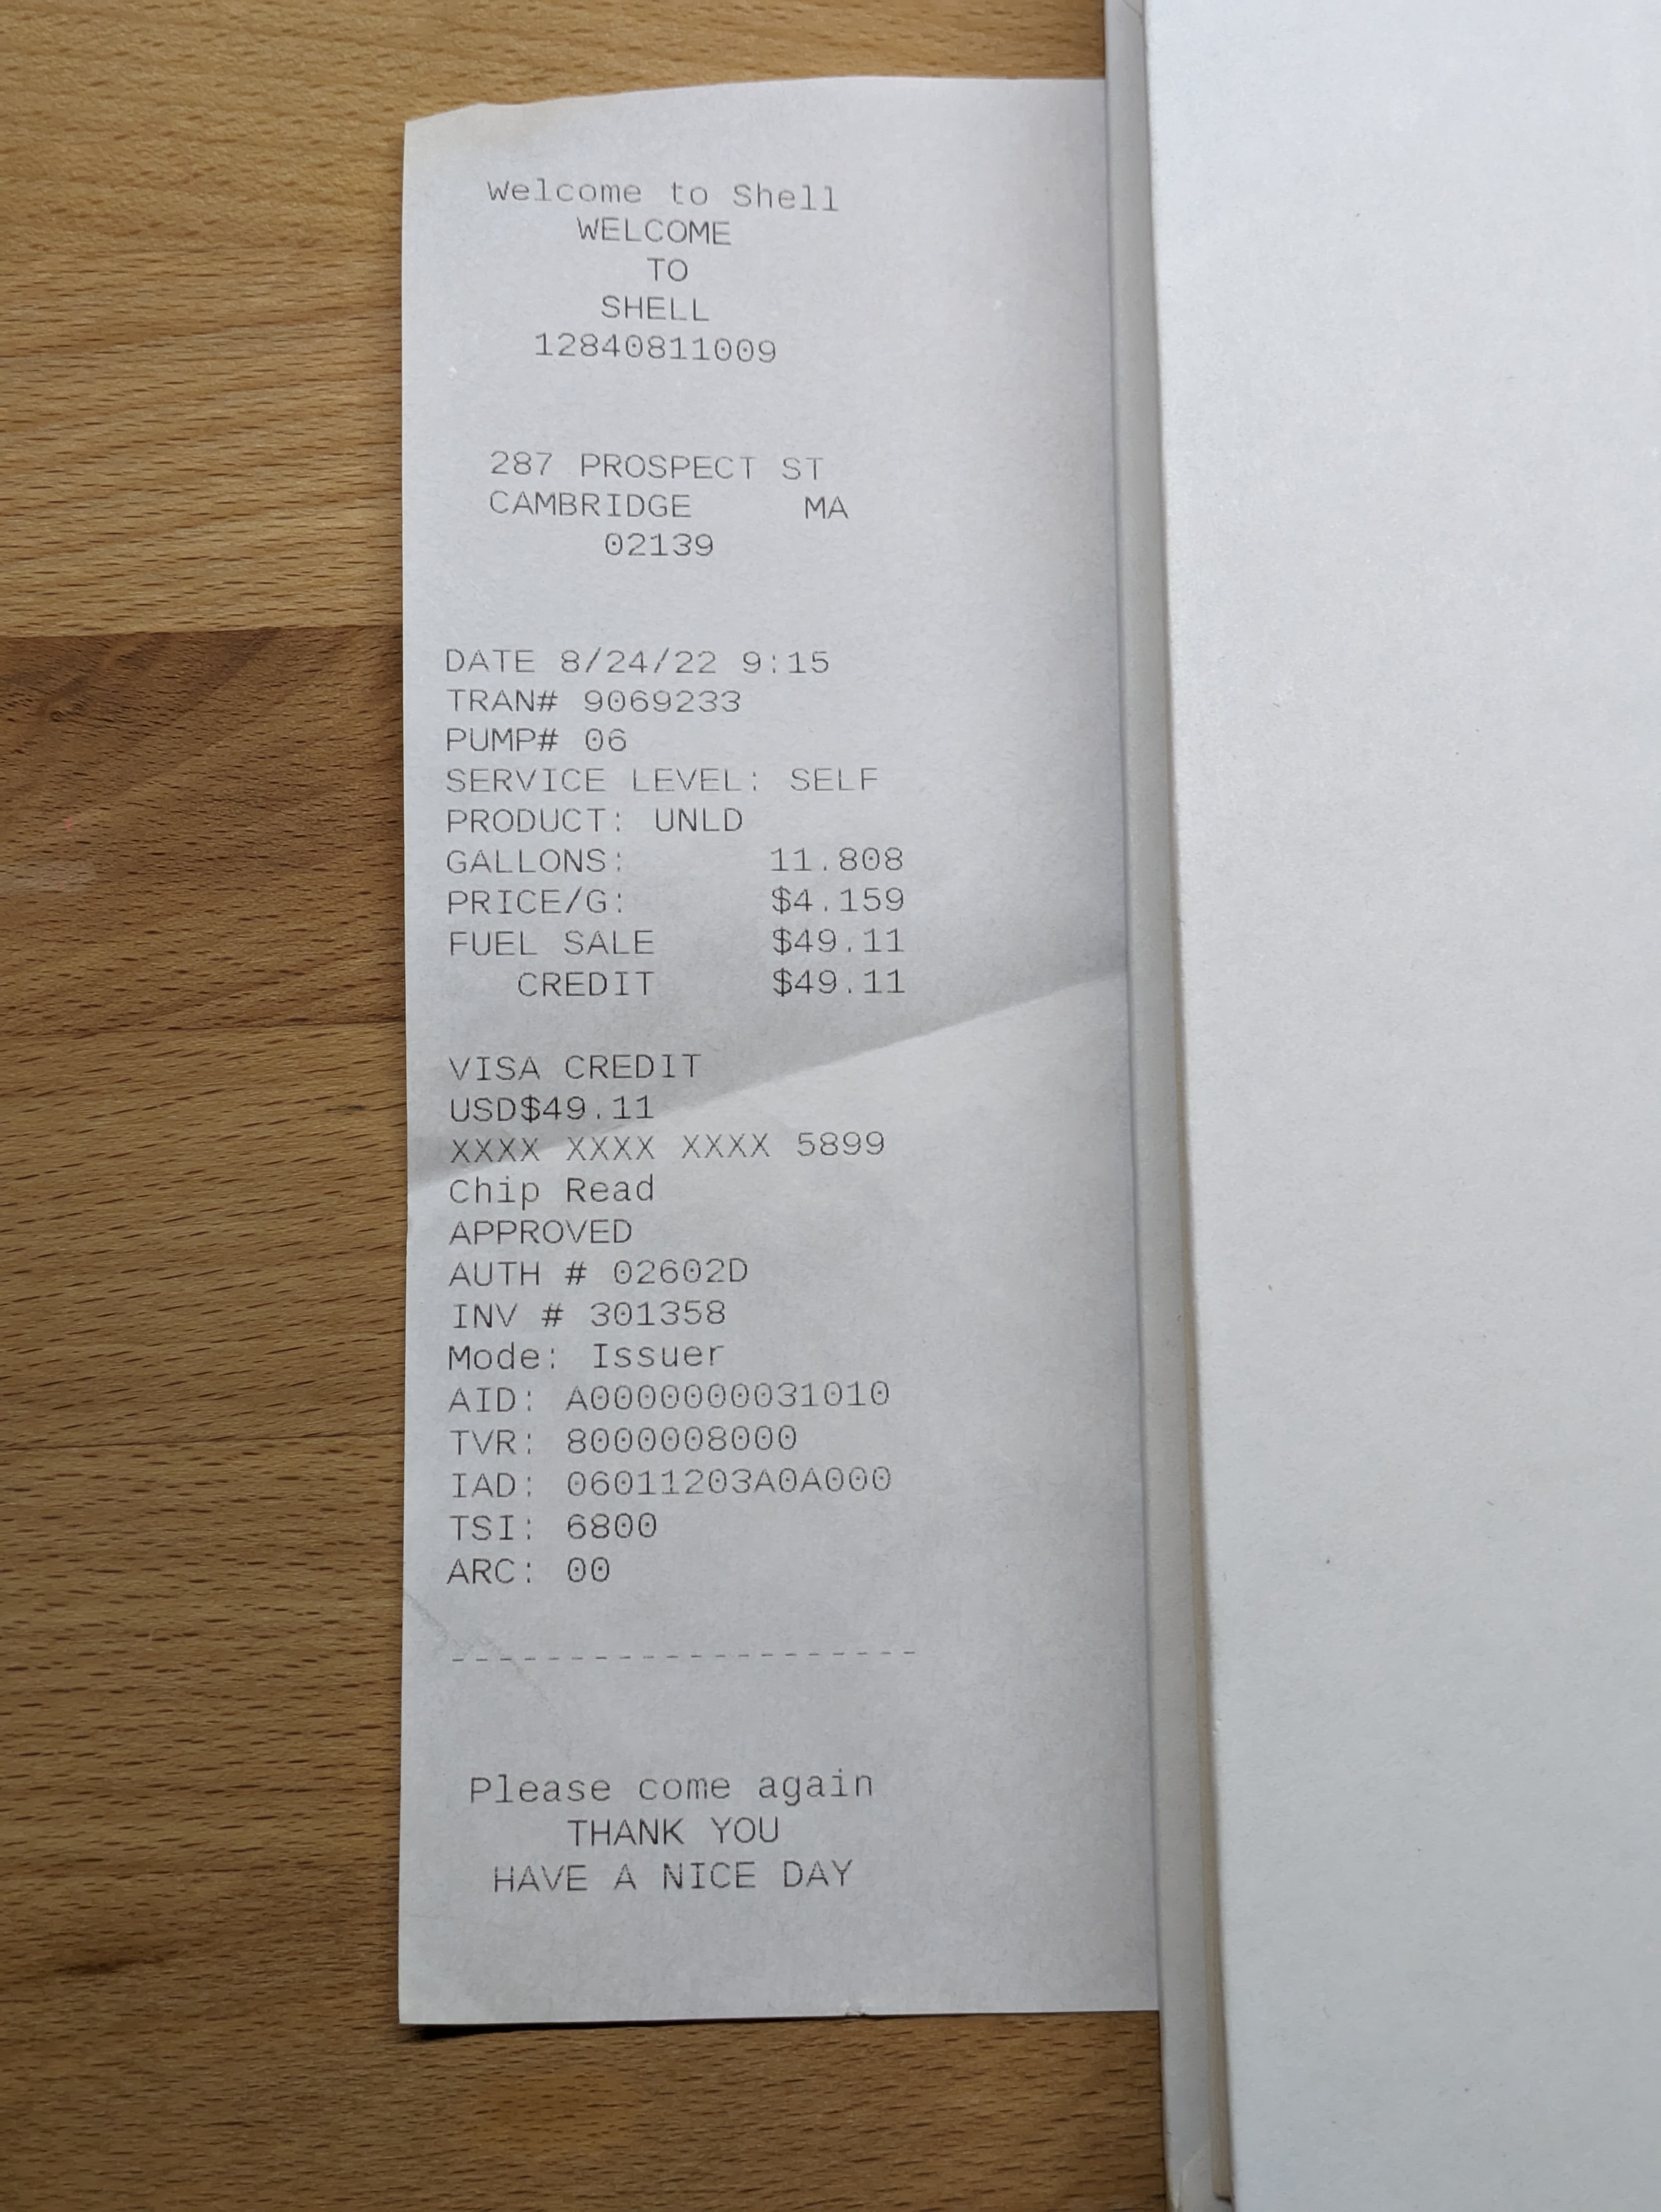 Welcome to Shell
WELCOME
TO
SHELL
12840811009
287 PROSPECT ST
CAMBRIDGE MA
02139
DATE 8/24/22 9:15
TRAN# 9069233
PUMP# 06
SERVICE LEVEL: SELF
PRODUCT: UNLD
GALLONS: 11.808
PRICE/G: $4.159
FUEL SALE $49.11
CREDIT $49.11
VISA CREDIT
USD$49.11
XXXX XXXX XXXX 5899
Chip Read
APPROVED
AUTH # 02602D
INV # 301358
Mode: Issuer
AID: A0000000031010
TVR: 8000008000
IAD: 06011203A0A000
TSI: 6800
ARC: 00
--------------------
Please come again
THANK YOU
HAVE A NICE DAY